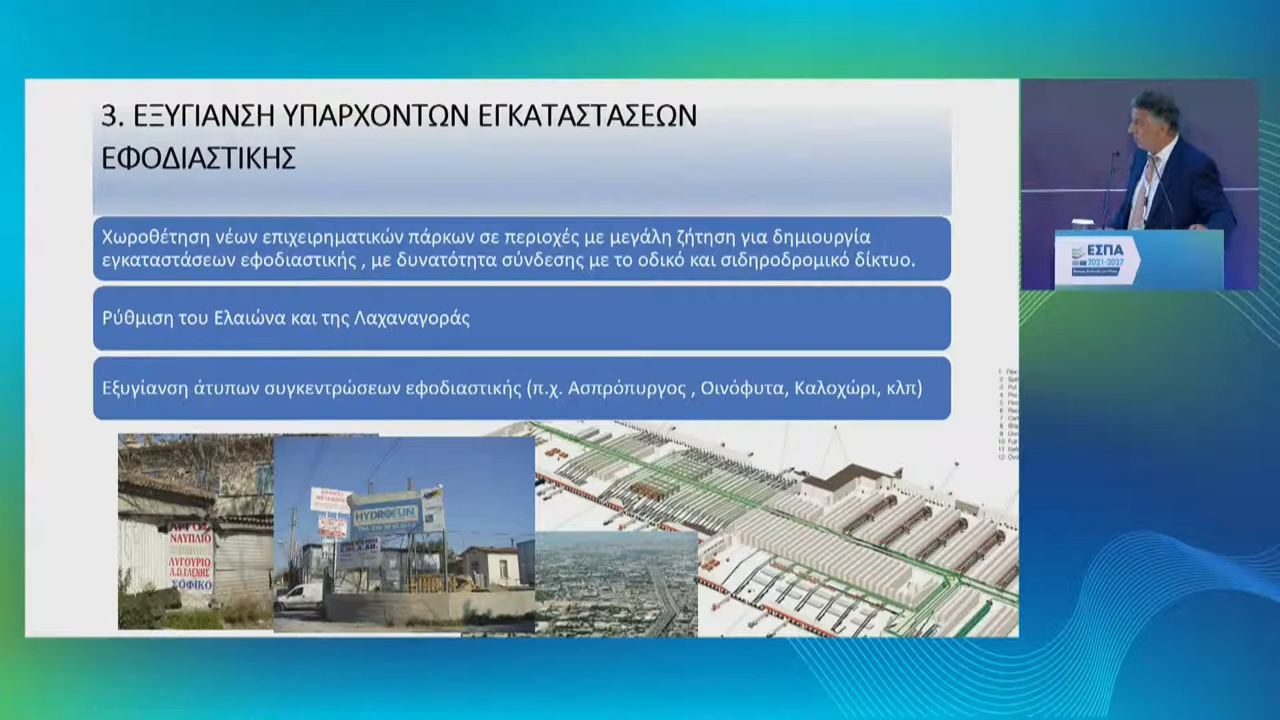 3. ΕΞΥΓΙΑΝΣΗ ΥΠΑΡΧΟΝΤΩΝ ΕΓΚΑΤΑΣΤΑΣΕΩΝ
ΕΦΟΔΙΑΣΤΙΚΗΣ
Χωροθέτηση νέων επιχειρηματικών πάρκων σε περιοχές με μεγάλη ζήτηση για δημιουργία
εγκαταστάσεων εφοδιαστικής , με δυνατότητα σύνδεσης με το οδικό και σιδηροδρομικό δίκτυο.
Ρύθμιση του Ελαιώνα και της Λαχαναγοράς
Εξυγίανση άτυπων συγκεντρώσεων εφοδιαστικής (π.χ. Ασπρόπυργος , Οινόφυτα, Καλοχώρι, κλπ)
ΕΣΠΑ
2021-2027
ΑΡΓΟΣ
ΝΑΥΠΛΙΟ
ΛΥΓΟΥΡΙΟ
ΣΟΦΙΚΟ
HYDROFUN